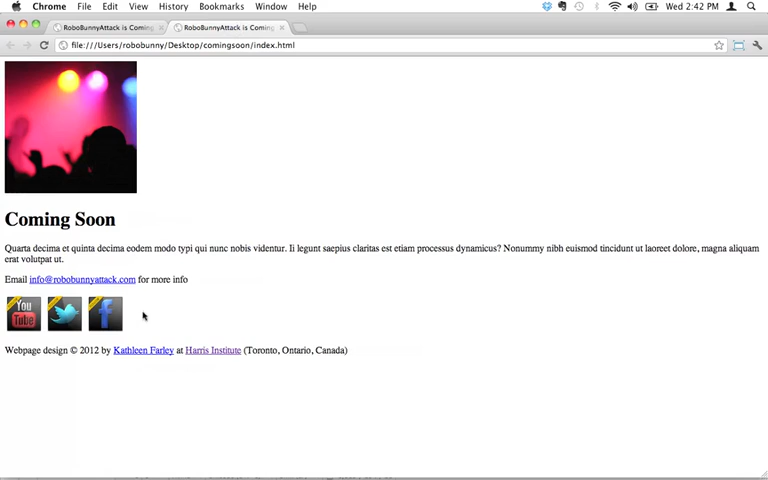 Chrome File Edit View History Bookmarks Window Help Wed 2:42 PM
RoboBunnyAttack is Coming RoboBunnyAttack is Coming
file:///Users/robobunny/Desktop/comingsoon/index.html
Coming Soon
Quarta decima et quinta decima eodem modo typi qui nunc nobis videntur. Ii legunt saepius claritas est etiam processus dynamicus? Nonummy nibh euismod tincidunt ut laoreet dolore, magna aliquam
erat volutpat ut.
Email info@robobunnyattack.com for more info
You
Tube
Webpage design © 2012 by Kathleen Farley at Harris Institute (Toronto, Ontario, Canada)